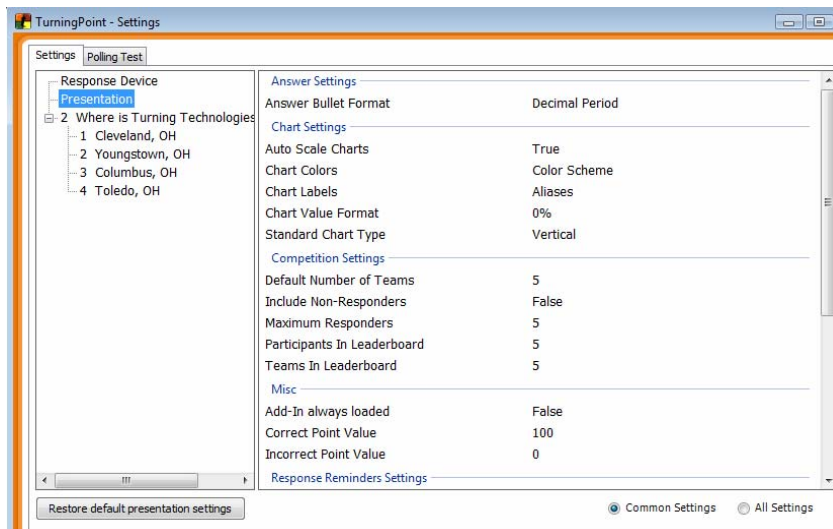 TurningPoint - Settings
Settings Polling Test
Response Device
Presentation
2 Where is Turning Technologies
1 Cleveland, OH
2 Youngstown, OH
3 Columbus, OH
4 Toledo, OH
Answer Settings
Answer Bullet Format Decimal Period
Chart Settings
Auto Scale Charts True
Chart Colors Color Scheme
Chart Labels Aliases
Chart Value Format 0%
Standard Chart Type Vertical
Competition Settings
Default Number of Teams 5
Include Non-Responders False
Maximum Responders 5
Participants In Leaderboard 5
Teams In Leaderboard 5
Misc
Add-In always loaded False
Correct Point Value 100
Incorrect Point Value 0
Response Reminders Settings
Restore default presentation settings
Common Settings All Settings